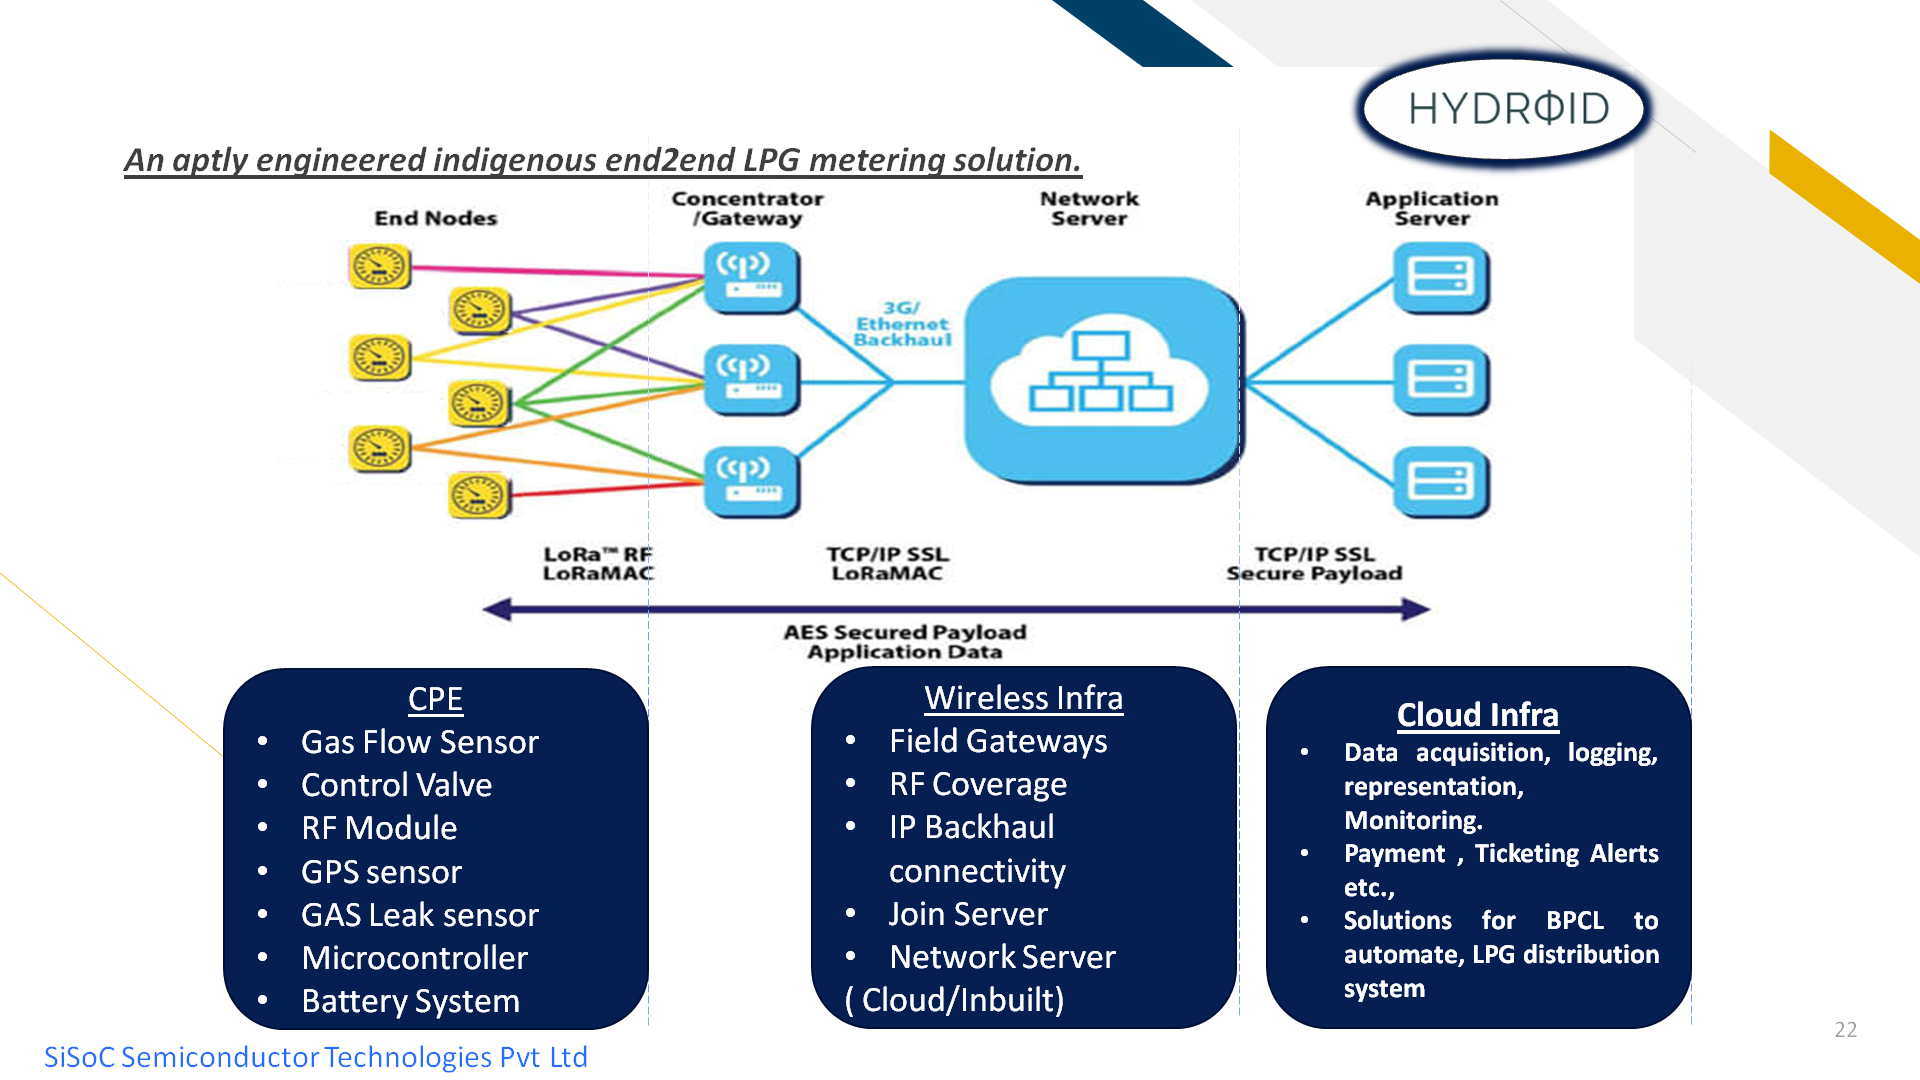 HYDRΦID
An aptly engineered indigenous end2end LPG metering solution.
End Nodes
Concentrator
/Gateway
Network
Server
Application
Server
3G/
Ethernet
Backhaul
LoRa™ RF
LoRaMAC
TCP/IP SSL
LoRaMAC
TCP/IP SSL
Secure Payload
AES Secured Payload
Application Data
CPE
• Gas Flow Sensor
• Control Valve
• RF Module
• GPS sensor
• GAS Leak sensor
• Microcontroller
• Battery System
Wireless Infra
• Field Gateways
• RF Coverage
• IP Backhaul
connectivity
• Join Server
• Network Server
( Cloud/Inbuilt)
Cloud Infra
• Data acquisition, logging,
representation,
Monitoring.
• Payment , Ticketing Alerts
etc.,
• Solutions for BPCL to
automate, LPG distribution
system
22
SiSoC Semiconductor Technologies Pvt Ltd